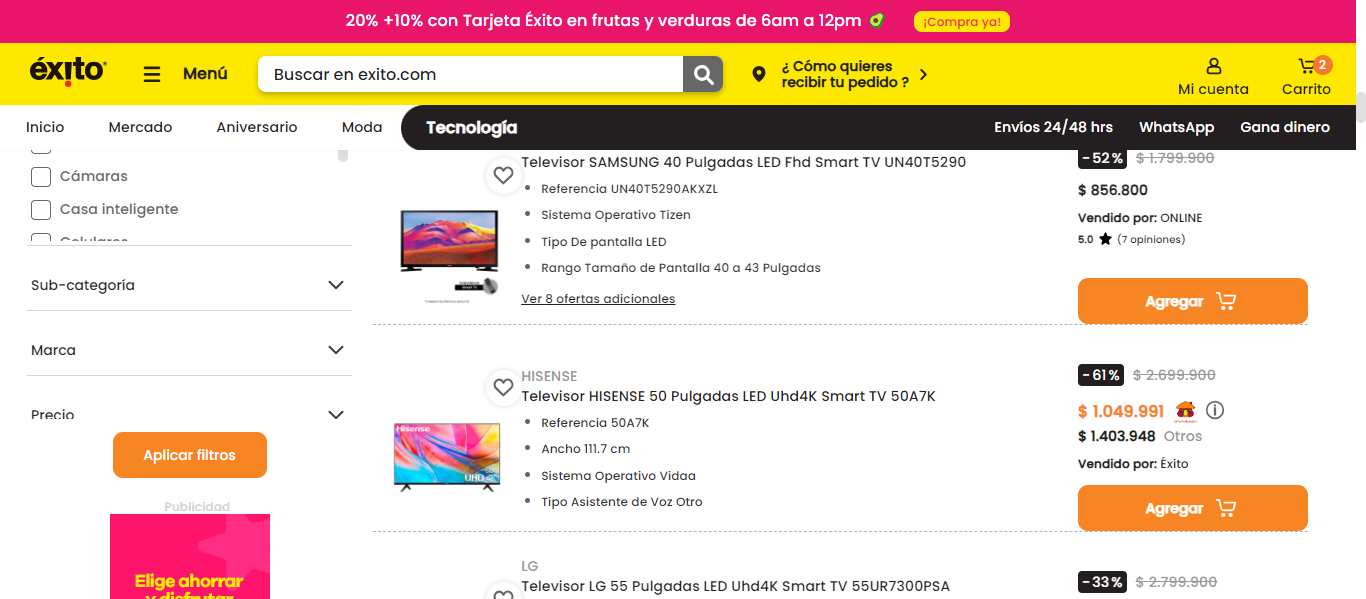 20% +10% con Tarjeta Éxito en frutas y verduras de 6am a 12pm
¡Compra ya!
éxito
Menú
Buscar en exito.com
¿ Cómo quieres
recibir tu pedido ?
Mi cuenta
2
Carrito
Inicio
Mercado
Aniversario
Moda
Tecnología
Envíos 24/48 hrs
WhatsApp
Gana dinero
Cámaras
Casa inteligente
Celulares
Sub-categoría
Marca
Precio
Aplicar filtros
Publicidad
Elige ahorrar
y disfrutar
Televisor SAMSUNG 40 Pulgadas LED Fhd Smart TV UN40T5290
Referencia UN40T5290AKXZL
Sistema Operativo Tizen
Tipo De pantalla LED
Rango Tamaño de Pantalla 40 a 43 Pulgadas
Ver 8 ofertas adicionales
-52% $ 1.799.900
$ 856.800
Vendido por: ONLINE
5.0 (7 opiniones)
Agregar
HISENSE
Televisor HISENSE 50 Pulgadas LED Uhd4K Smart TV 50A7K
Hisense
UHD 4K
Referencia 50A7K
Ancho 111.7 cm
Sistema Operativo Vidaa
Tipo Asistente de Voz Otro
-61% $ 2.699.900
$ 1.049.991
$ 1.403.948 Otros
Vendido por: Éxito
Agregar
LG
Televisor LG 55 Pulgadas LED Uhd4K Smart TV 55UR7300PSA
-33% $ 2.799.900